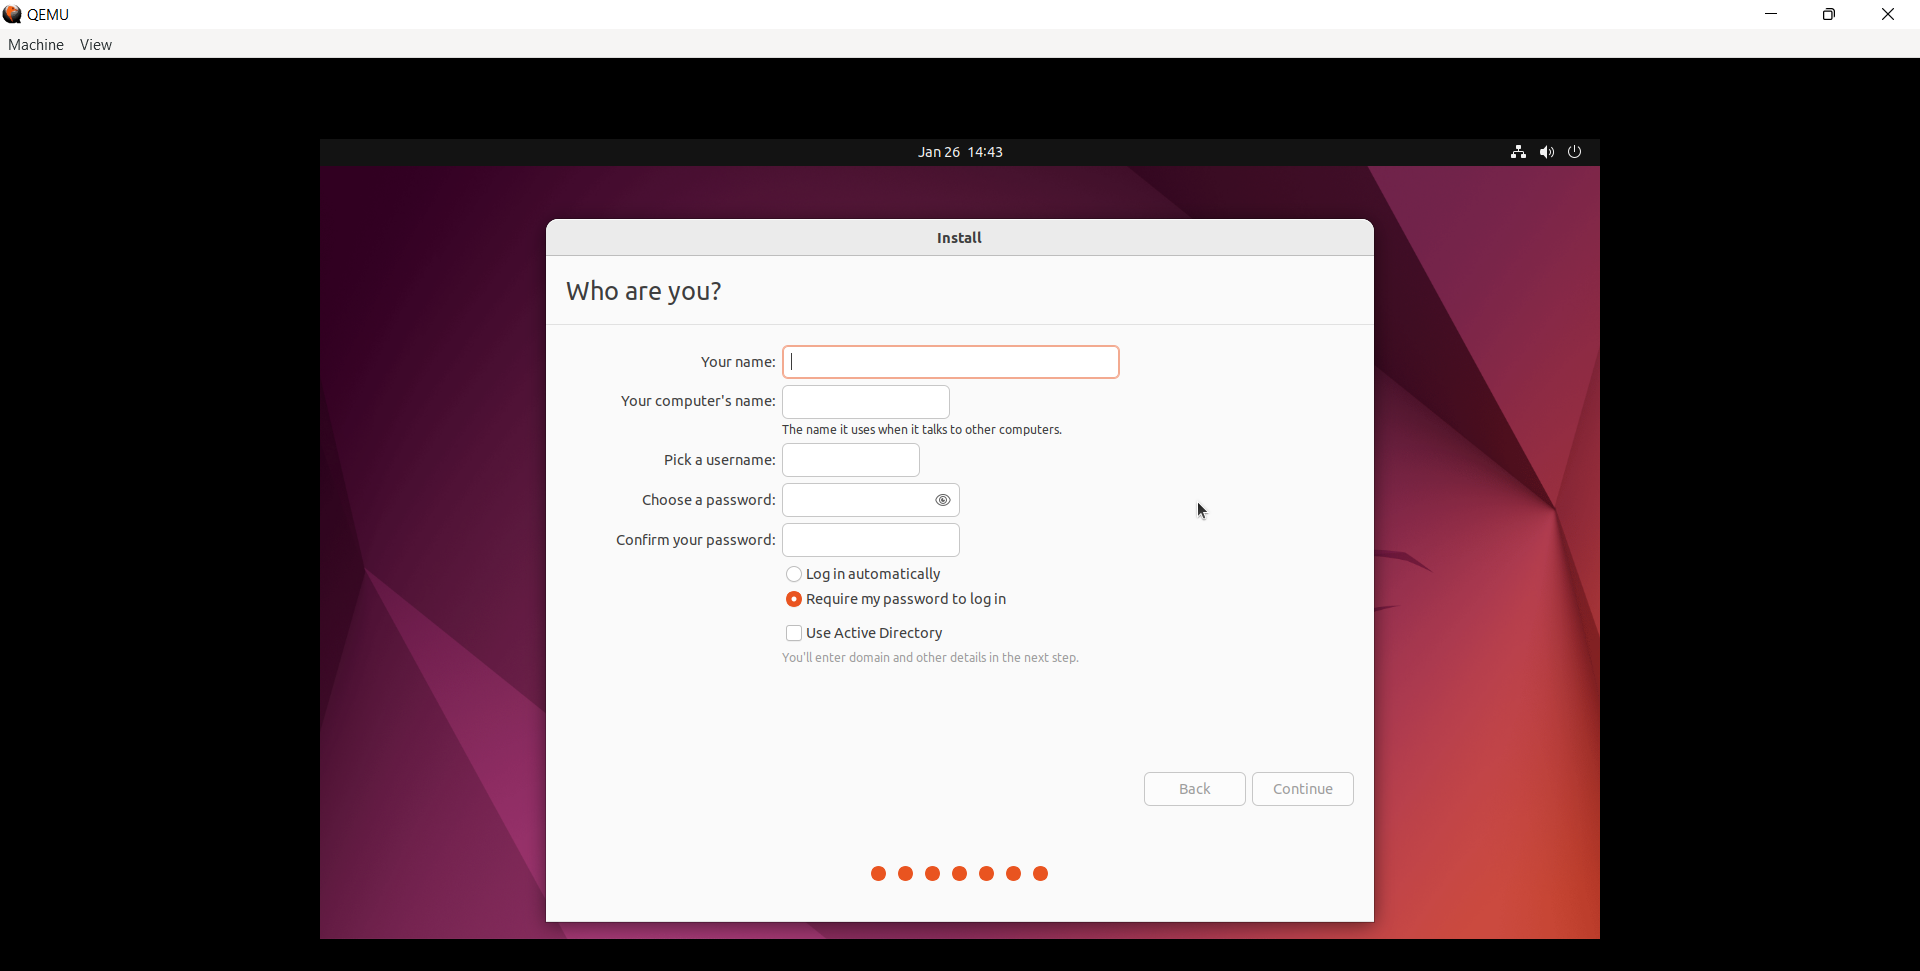 QEMU
Machine View
Jan 26 14:43
Install
Who are you?
Your name:
Your computer's name:
The name it uses when it talks to other computers.
Pick a username:
Choose a password:
Confirm your password:
Log in automatically
Require my password to log in
Use Active Directory
You'll enter domain and other details in the next step.
Back Continue